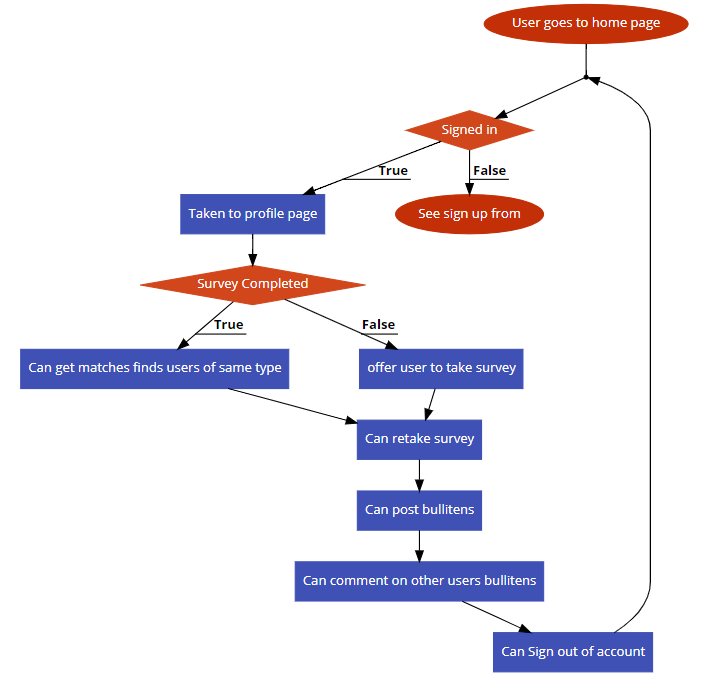 User goes to home page
Signed in
True
False
Taken to profile page
See sign up from
Survey Completed
True
False
Can get matches finds users of same type
offer user to take survey
Can retake survey
Can post bullitens
Can comment on other users bullitens
Can Sign out of account